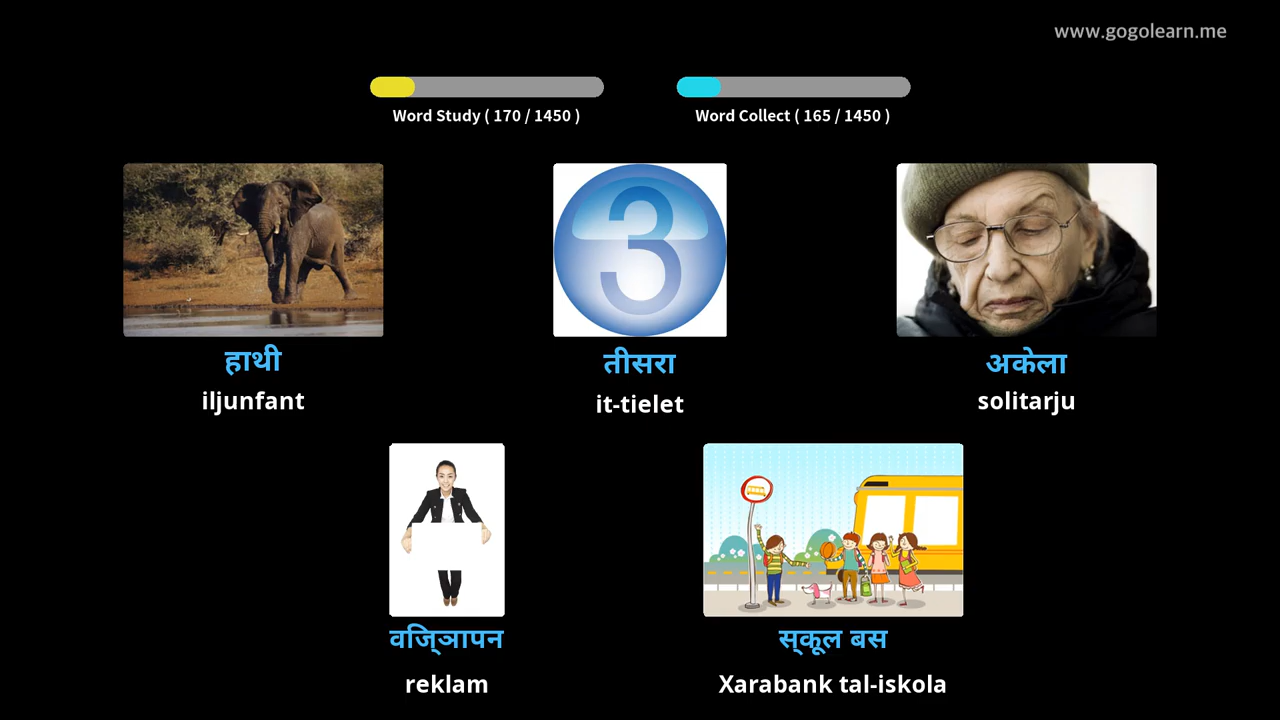 www.gogolearn.me
Word Study ( 170 / 1450 )
Word Collect ( 165 / 1450 )
3
हाथी
तीसरा
अकेला
iljunfant
it-tielet
solitarju
विज्ञापन
स्कूल बस
reklam
Xarabank tal-iskola